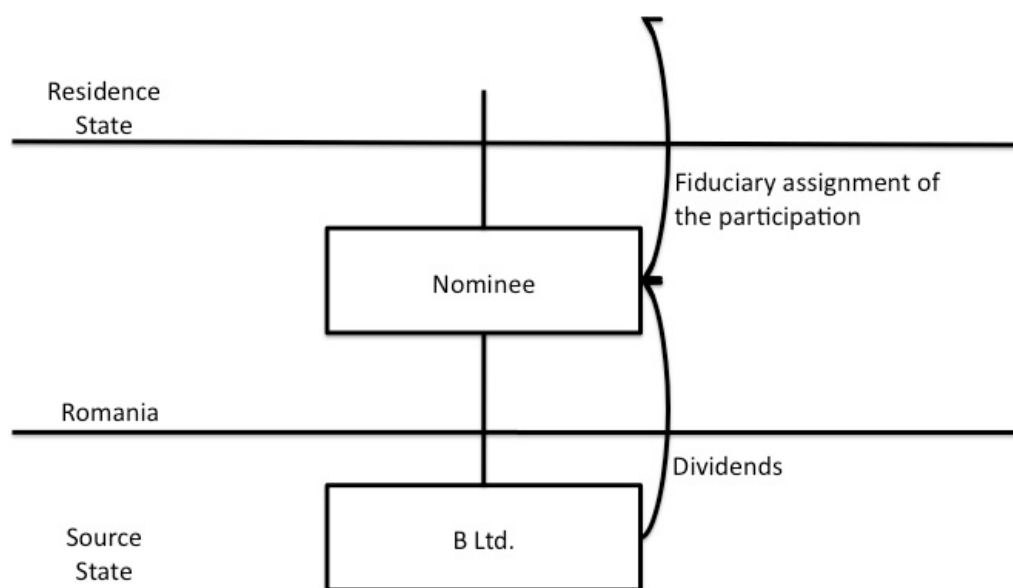 Residence
State
Fiduciary assignment of
the participation
Nominee
Romania
Dividends
B Ltd.
Source
State